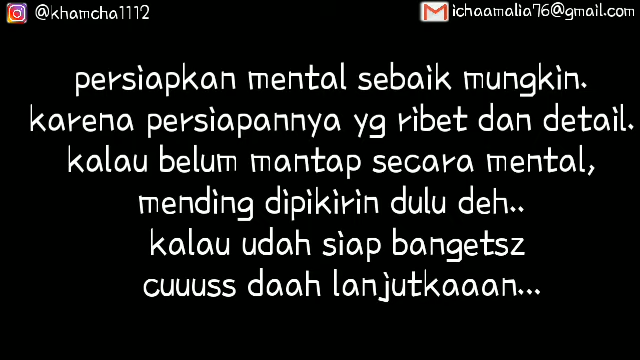 @khamcha1112
ichaamalia76@gmail.com
persiapkan mental sebaik mungkin.
karena persiapannya yg ribet dan detail.
kalau belum mantap secara mental,
mending dipikirin dulu deh..
kalau udah siap bangetsz
cuuuss daah lanjutkaaan...